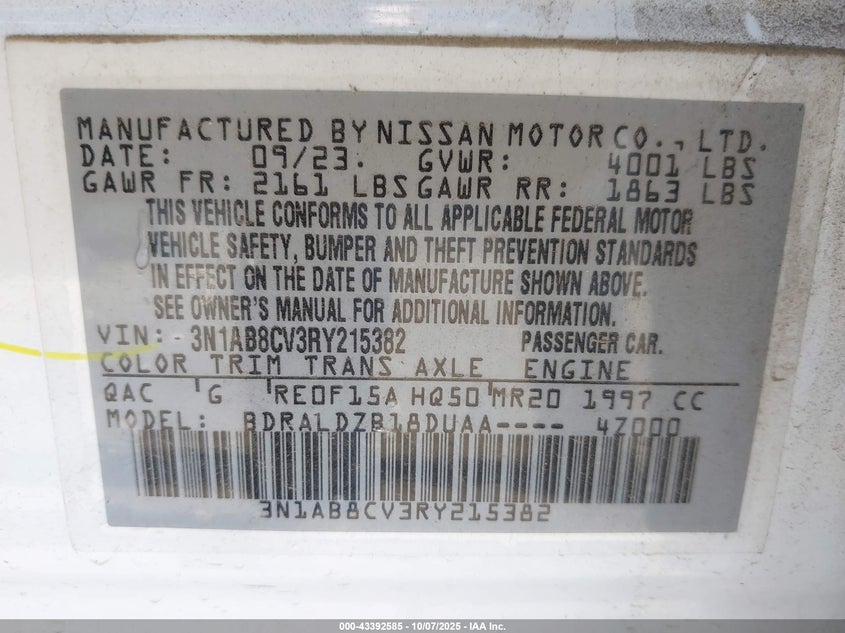 MANUFACTURED BY NISSAN MOTOR CO., LTD.
DATE: 09/23. GVWR: 4001 LBS
GAWR FR: 2161 LBS GAWR RR: 1863 LBS
THIS VEHICLE CONFORMS TO ALL APPLICABLE FEDERAL MOTOR
VEHICLE SAFETY, BUMPER AND THEFT PREVENTION STANDARDS
IN EFFECT ON THE DATE OF MANUFACTURE SHOWN ABOVE.
SEE OWNER'S MANUAL FOR ADDITIONAL INFORMATION.
VIN: 3N1AB8CV3RY215382 PASSENGER CAR.
COLOR TRIM TRANS AXLE ENGINE
QAC G RE0F15A HQ50 MR20 1997 CC
MODEL: BDRALDZB18DUAA---- 4Z000
3N1AB8CV3RY215382
000-43392585 - 10/07/2025 - IAA Inc.